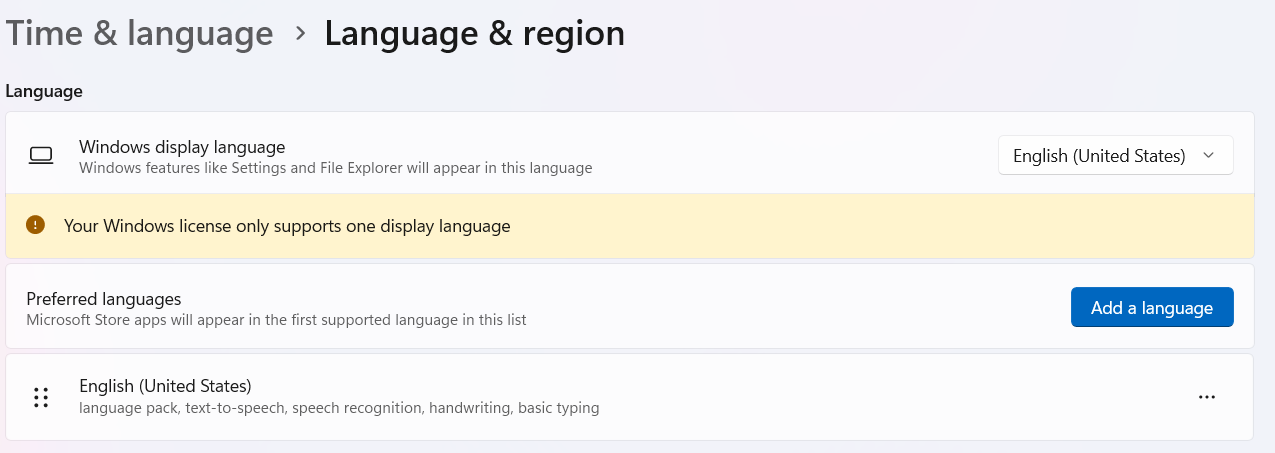 Time & language > Language & region
Language
Windows display language
Windows features like Settings and File Explorer will appear in this language
English (United States)
Your Windows license only supports one display language
Preferred languages
Microsoft Store apps will appear in the first supported language in this list
Add a language
English (United States)
language pack, text-to-speech, speech recognition, handwriting, basic typing